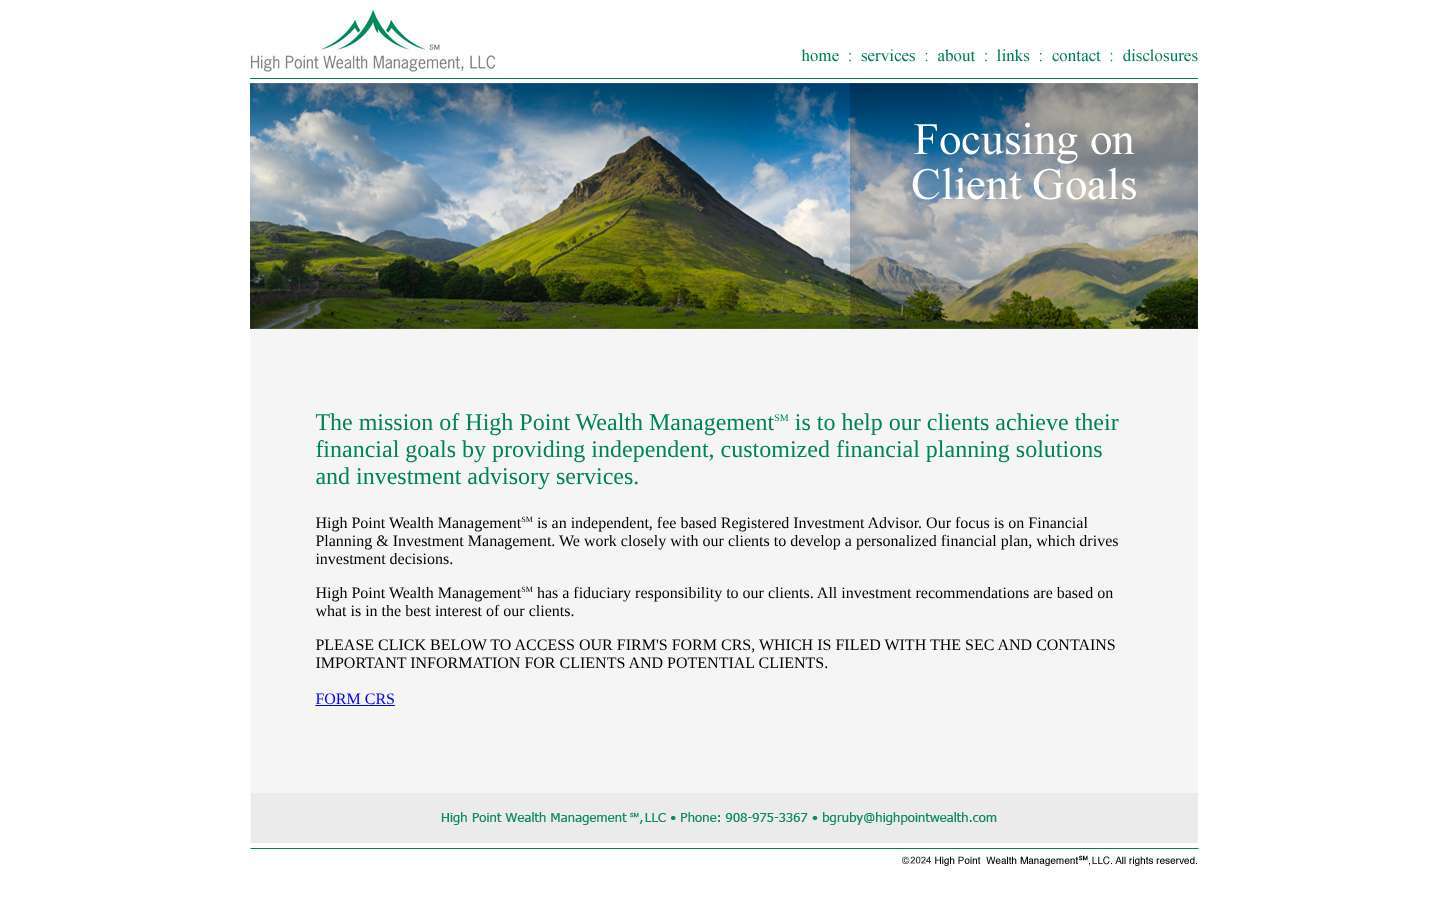 SM
High Point Wealth Management, LLC
home : services : about : links : contact : disclosures
Focusing on
Client Goals
The mission of High Point Wealth Management℠ is to help our clients achieve their
financial goals by providing independent, customized financial planning solutions
and investment advisory services.
High Point Wealth Management℠ is an independent, fee based Registered Investment Advisor. Our focus is on Financial
Planning & Investment Management. We work closely with our clients to develop a personalized financial plan, which drives
investment decisions.
High Point Wealth Management℠ has a fiduciary responsibility to our clients. All investment recommendations are based on
what is in the best interest of our clients.
PLEASE CLICK BELOW TO ACCESS OUR FIRM'S FORM CRS, WHICH IS FILED WITH THE SEC AND CONTAINS
IMPORTANT INFORMATION FOR CLIENTS AND POTENTIAL CLIENTS.
FORM CRS
High Point Wealth Management ℠, LLC • Phone: 908-975-3367 • bgruby@highpointwealth.com
©2024 High Point Wealth Management℠, LLC. All rights reserved.